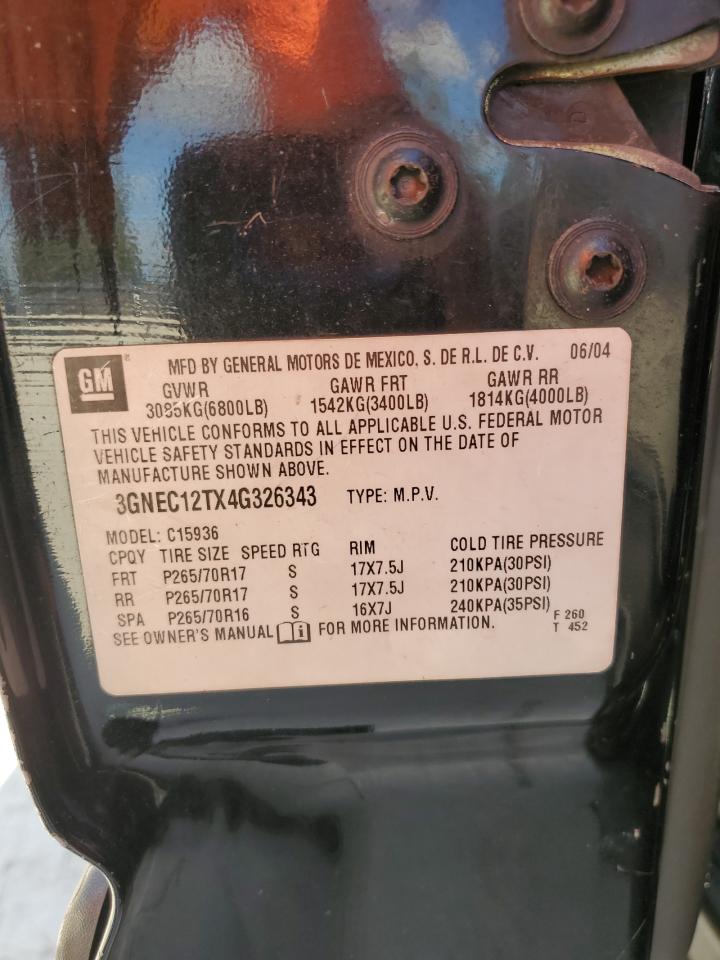 GM ® MFD BY GENERAL MOTORS DE MEXICO, S. DE R.L. DE C.V. 06/04
GVWR GAWR FRT GAWR RR
3085KG(6800LB) 1542KG(3400LB) 1814KG(4000LB)
THIS VEHICLE CONFORMS TO ALL APPLICABLE U.S. FEDERAL MOTOR
VEHICLE SAFETY STANDARDS IN EFFECT ON THE DATE OF
MANUFACTURE SHOWN ABOVE.
3GNEC12TX4G326343 TYPE: M.P.V.
MODEL: C15936
CPQY TIRE SIZE SPEED RTG RIM COLD TIRE PRESSURE
FRT P265/70R17 S 17X7.5J 210KPA(30PSI)
RR P265/70R17 S 17X7.5J 210KPA(30PSI)
SPA P265/70R16 S 16X7J 240KPA(35PSI)
SEE OWNER'S MANUAL FOR MORE INFORMATION.
F 260
T 452